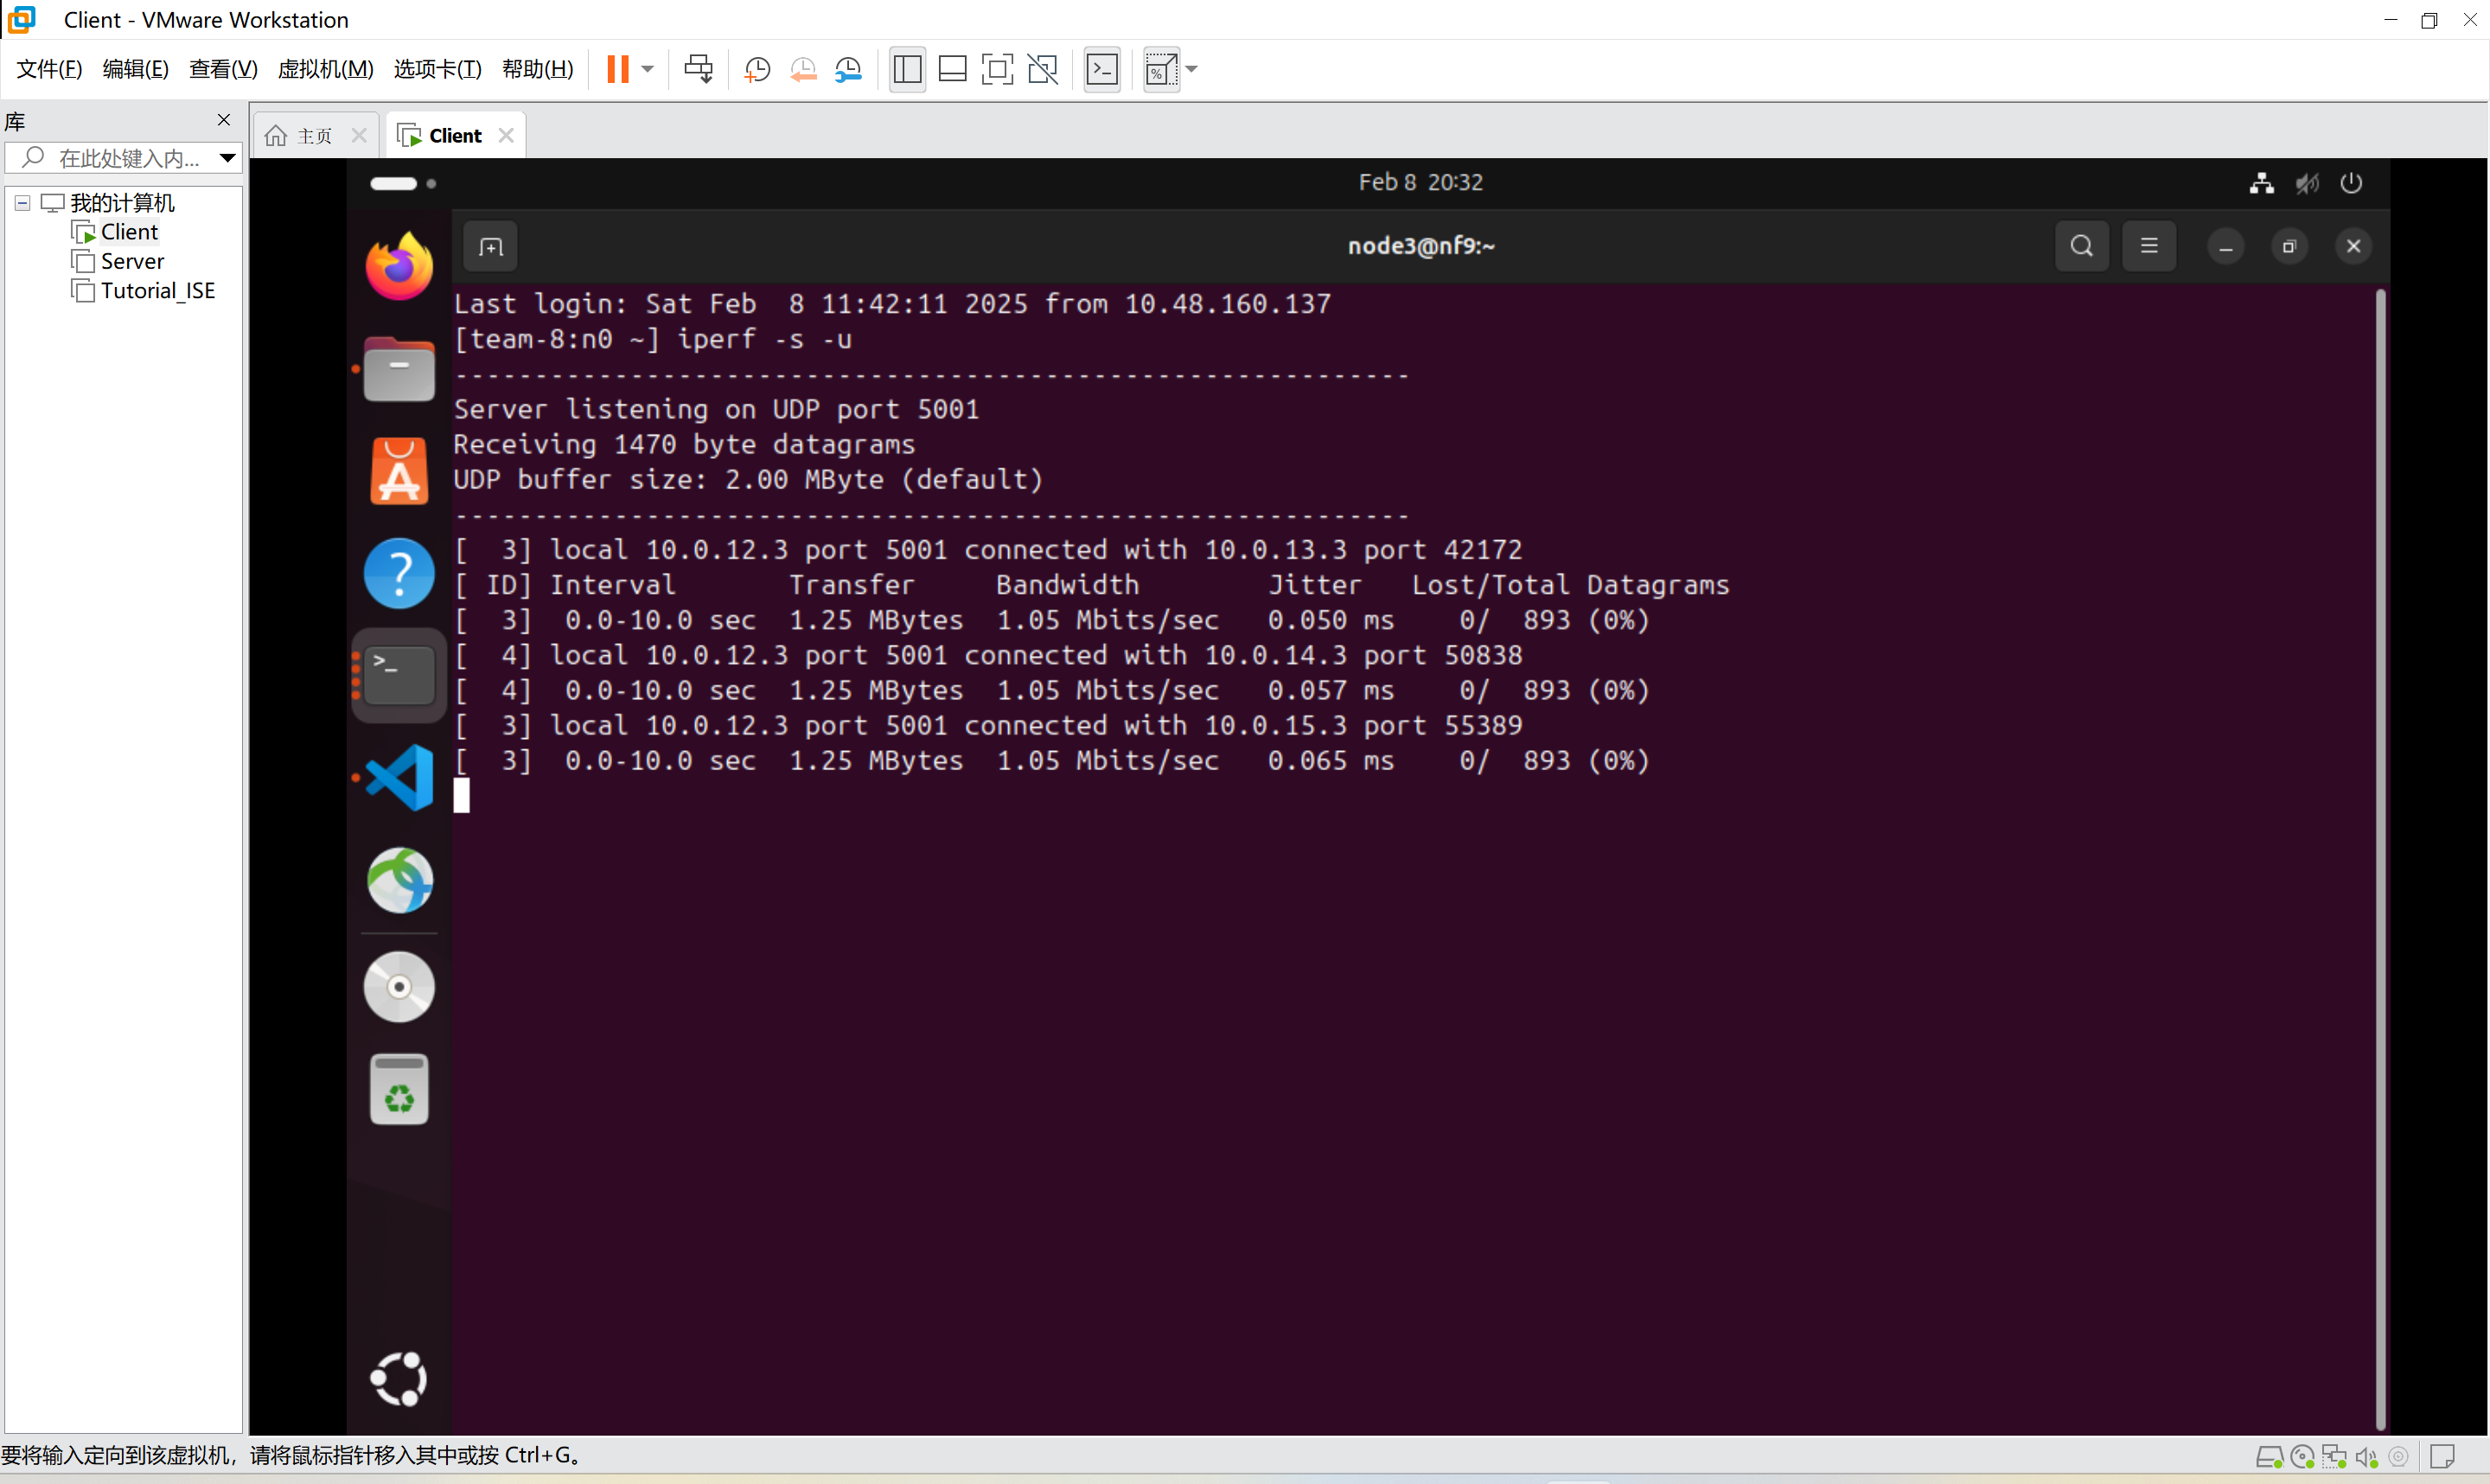 Client - VMware Workstation
文件(F) 编辑(E) 查看(V) 虚拟机(M) 选项卡(T) 帮助(H)
库
在此处键入内...
我的计算机
Client
Server
Tutorial_ISE
主页
Client
Feb 8 20:32
node3@nf9:~
Last login: Sat Feb  8 11:42:11 2025 from 10.48.160.137
[team-8:n0 ~] iperf -s -u
------------------------------------------------------------
Server listening on UDP port 5001
Receiving 1470 byte datagrams
UDP buffer size: 2.00 MByte (default)
------------------------------------------------------------
[  3] local 10.0.12.3 port 5001 connected with 10.0.13.3 port 42172
[ ID] Interval       Transfer     Bandwidth        Jitter   Lost/Total Datagrams
[  3]  0.0-10.0 sec  1.25 MBytes  1.05 Mbits/sec   0.050 ms    0/  893 (0%)
[  4] local 10.0.12.3 port 5001 connected with 10.0.14.3 port 50838
[  4]  0.0-10.0 sec  1.25 MBytes  1.05 Mbits/sec   0.057 ms    0/  893 (0%)
[  3] local 10.0.12.3 port 5001 connected with 10.0.15.3 port 55389
[  3]  0.0-10.0 sec  1.25 MBytes  1.05 Mbits/sec   0.065 ms    0/  893 (0%)
要将输入定向到该虚拟机，请将鼠标指针移入其中或按 Ctrl+G。